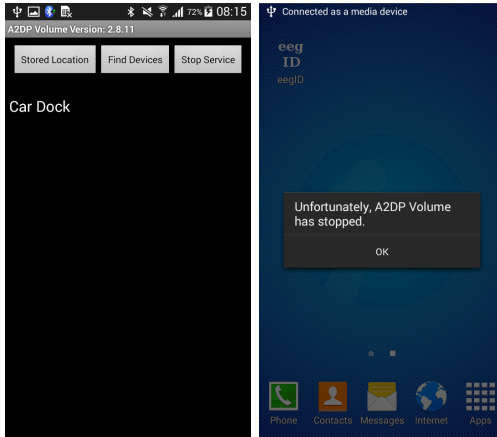 72% 08:15
A2DP Volume Version: 2.8.11
Stored Location Find Devices Stop Service
Car Dock
Connected as a media device
eeg
ID
eegID
Unfortunately, A2DP Volume
has stopped.
OK
Phone Contacts Messages Internet Apps